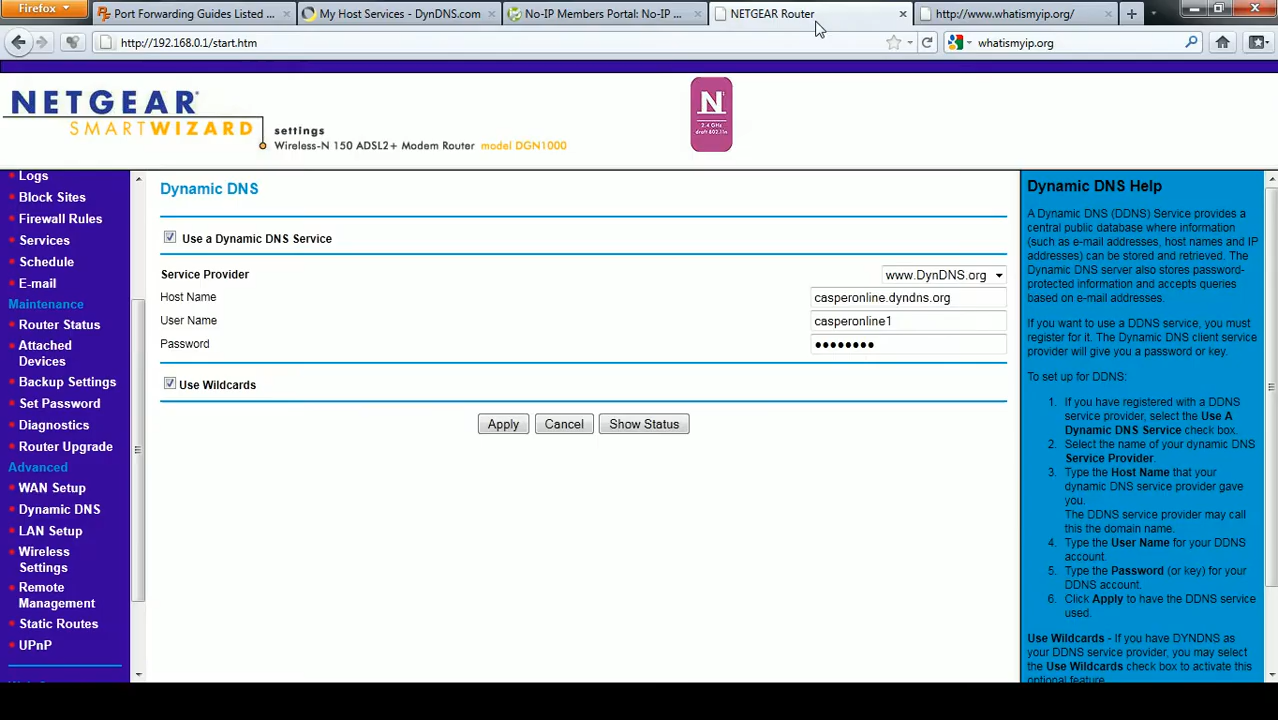 Firefox
Port Forwarding Guides Listed ...
My Host Services - DynDNS.com
No-IP Members Portal: No-IP ...
NETGEAR Router
http://www.whatismyip.org/
http://192.168.0.1/start.htm
whatismyip.org
NETGEAR
SMARTWIZARD
settings
Wireless-N 150 ADSL2+ Modem Router model DGN1000
N
2.4 GHz
draft 802.11n
Logs
Block Sites
Firewall Rules
Services
Schedule
E-mail
Maintenance
Router Status
Attached
Devices
Backup Settings
Set Password
Diagnostics
Router Upgrade
Advanced
WAN Setup
Dynamic DNS
LAN Setup
Wireless
Settings
Remote
Management
Static Routes
UPnP
Dynamic DNS
Use a Dynamic DNS Service
Service Provider
www.DynDNS.org
Host Name
casperonline.dyndns.org
User Name
casperonline1
Password
●●●●●●●●
Use Wildcards
Apply
Cancel
Show Status
Dynamic DNS Help
A Dynamic DNS (DDNS) Service provides a
central public database where information
(such as e-mail addresses, host names and IP
addresses) can be stored and retrieved. The
Dynamic DNS server also stores password-
protected information and accepts queries
based on e-mail addresses.
If you want to use a DDNS service, you must
register for it. The Dynamic DNS client service
provider will give you a password or key.
To set up for DDNS:
1. If you have registered with a DDNS
service provider, select the Use A
Dynamic DNS Service check box.
2. Select the name of your dynamic DNS
Service Provider.
3. Type the Host Name that your
dynamic DNS service provider gave
you.
The DDNS service provider may call
this the domain name.
4. Type the User Name for your DDNS
account.
5. Type the Password (or key) for your
DDNS account.
6. Click Apply to have the DDNS service
used.
Use Wildcards - If you have DYNDNS as
your DDNS service provider, you may select
the Use Wildcards check box to activate this
optional feature.